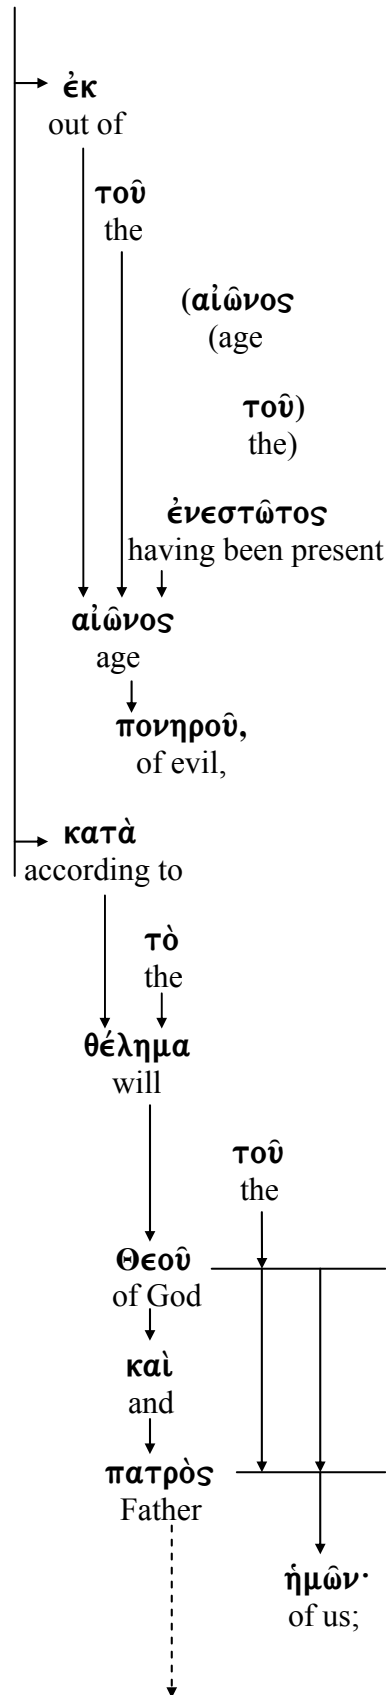 ἐκ
out of
τοῦ
the
(αἰῶνος
(age
τοῦ)
the)
ἐνεστῶτος
having been present
αἰῶνος
age
πονηροῦ,
of evil,
κατὰ
according to
τὸ
the
θέλημα
will
τοῦ
the
Θεοῦ
of God
καὶ
and
πατρὸς
Father
ἡμῶν·
of us;